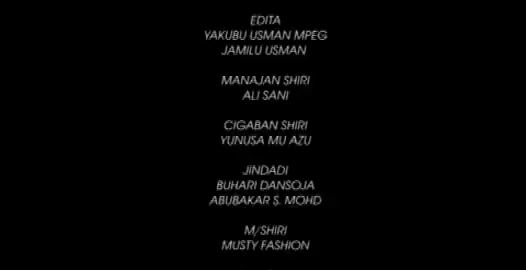 EDITA
YAKUBU USMAN MPEG
JAMILU USMAN
MANAJAN SHIRI
ALI SANI
CIGABAN SHIRI
YUNUSA MU AZU
JINDADI
BUHARI DANSOJA
ABUBAKAR S. MOHD
M/SHIRI
MUSTY FASHION